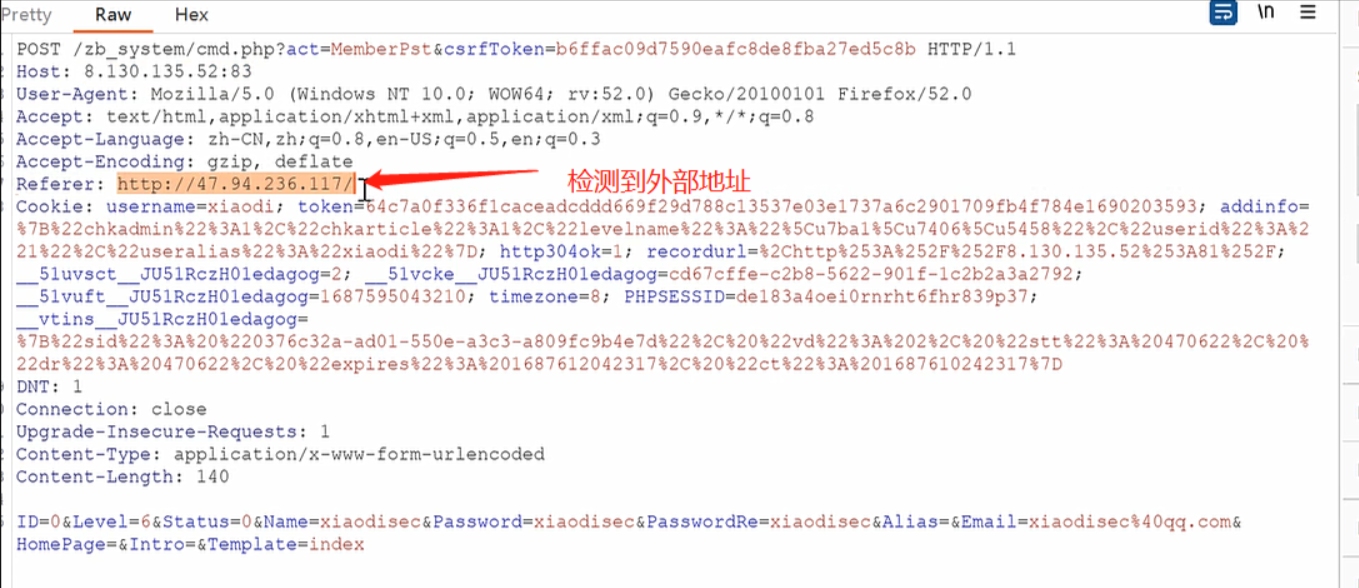 Pretty Raw Hex \n
POST /zb_system/cmd.php?act=MemberPst&csrfToken=b6ffac09d7590eafc8de8fba27ed5c8b HTTP/1.1
Host: 8.130.135.52:83
User-Agent: Mozilla/5.0 (Windows NT 10.0; WOW64; rv:52.0) Gecko/20100101 Firefox/52.0
Accept: text/html,application/xhtml+xml,application/xml;q=0.9,*/*;q=0.8
Accept-Language: zh-CN,zh;q=0.8,en-US;q=0.5,en;q=0.3
Accept-Encoding: gzip, deflate
Referer: http://47.94.236.117/ 检测到外部地址
Cookie: username=xiaodi; token=64c7a0f336f1caceadcddd669f29d788c13537e03e1737a6c2901709fb4f784e1690203593; addinfo=
%7B%22chkadmin%22%3A1%2C%22chkarticle%22%3A1%2C%22levelname%22%3A%22%5Cu7ba1%5Cu7406%5Cu5458%22%2C%22userid%22%3A%2
21%22%2C%22useralias%22%3A%22xiaodi%22%7D; http304ok=1; recordurl=%2Chttp%253A%252F%252F8.130.135.52%253A81%252F;
__51uvsct__JU51RczH01edagog=2; __51vcke__JU51RczH01edagog=cd67cffe-c2b8-5622-901f-1c2b2a3a2792;
__51vuft__JU51RczH01edagog=1687595043210; timezone=8; PHPSESSID=de183a4oei0rnrht6fhr839p37;
__vtins__JU51RczH01edagog=
%7B%22sid%22%3A%20%220376c32a-ad01-550e-a3c3-a809fc9b4e7d%22%2C%20%22vd%22%3A%202%2C%20%22stt%22%3A%20470622%2C%20%
22dr%22%3A%20470622%2C%20%22expires%22%3A%201687612042317%2C%20%22ct%22%3A%201687610242317%7D
DNT: 1
Connection: close
Upgrade-Insecure-Requests: 1
Content-Type: application/x-www-form-urlencoded
Content-Length: 140
ID=0&Level=6&Status=0&Name=xiaodisec&Password=xiaodisec&PasswordRe=xiaodisec&Alias=&Email=xiaodisec%40qq.com&
HomePage=&Intro=&Template=index